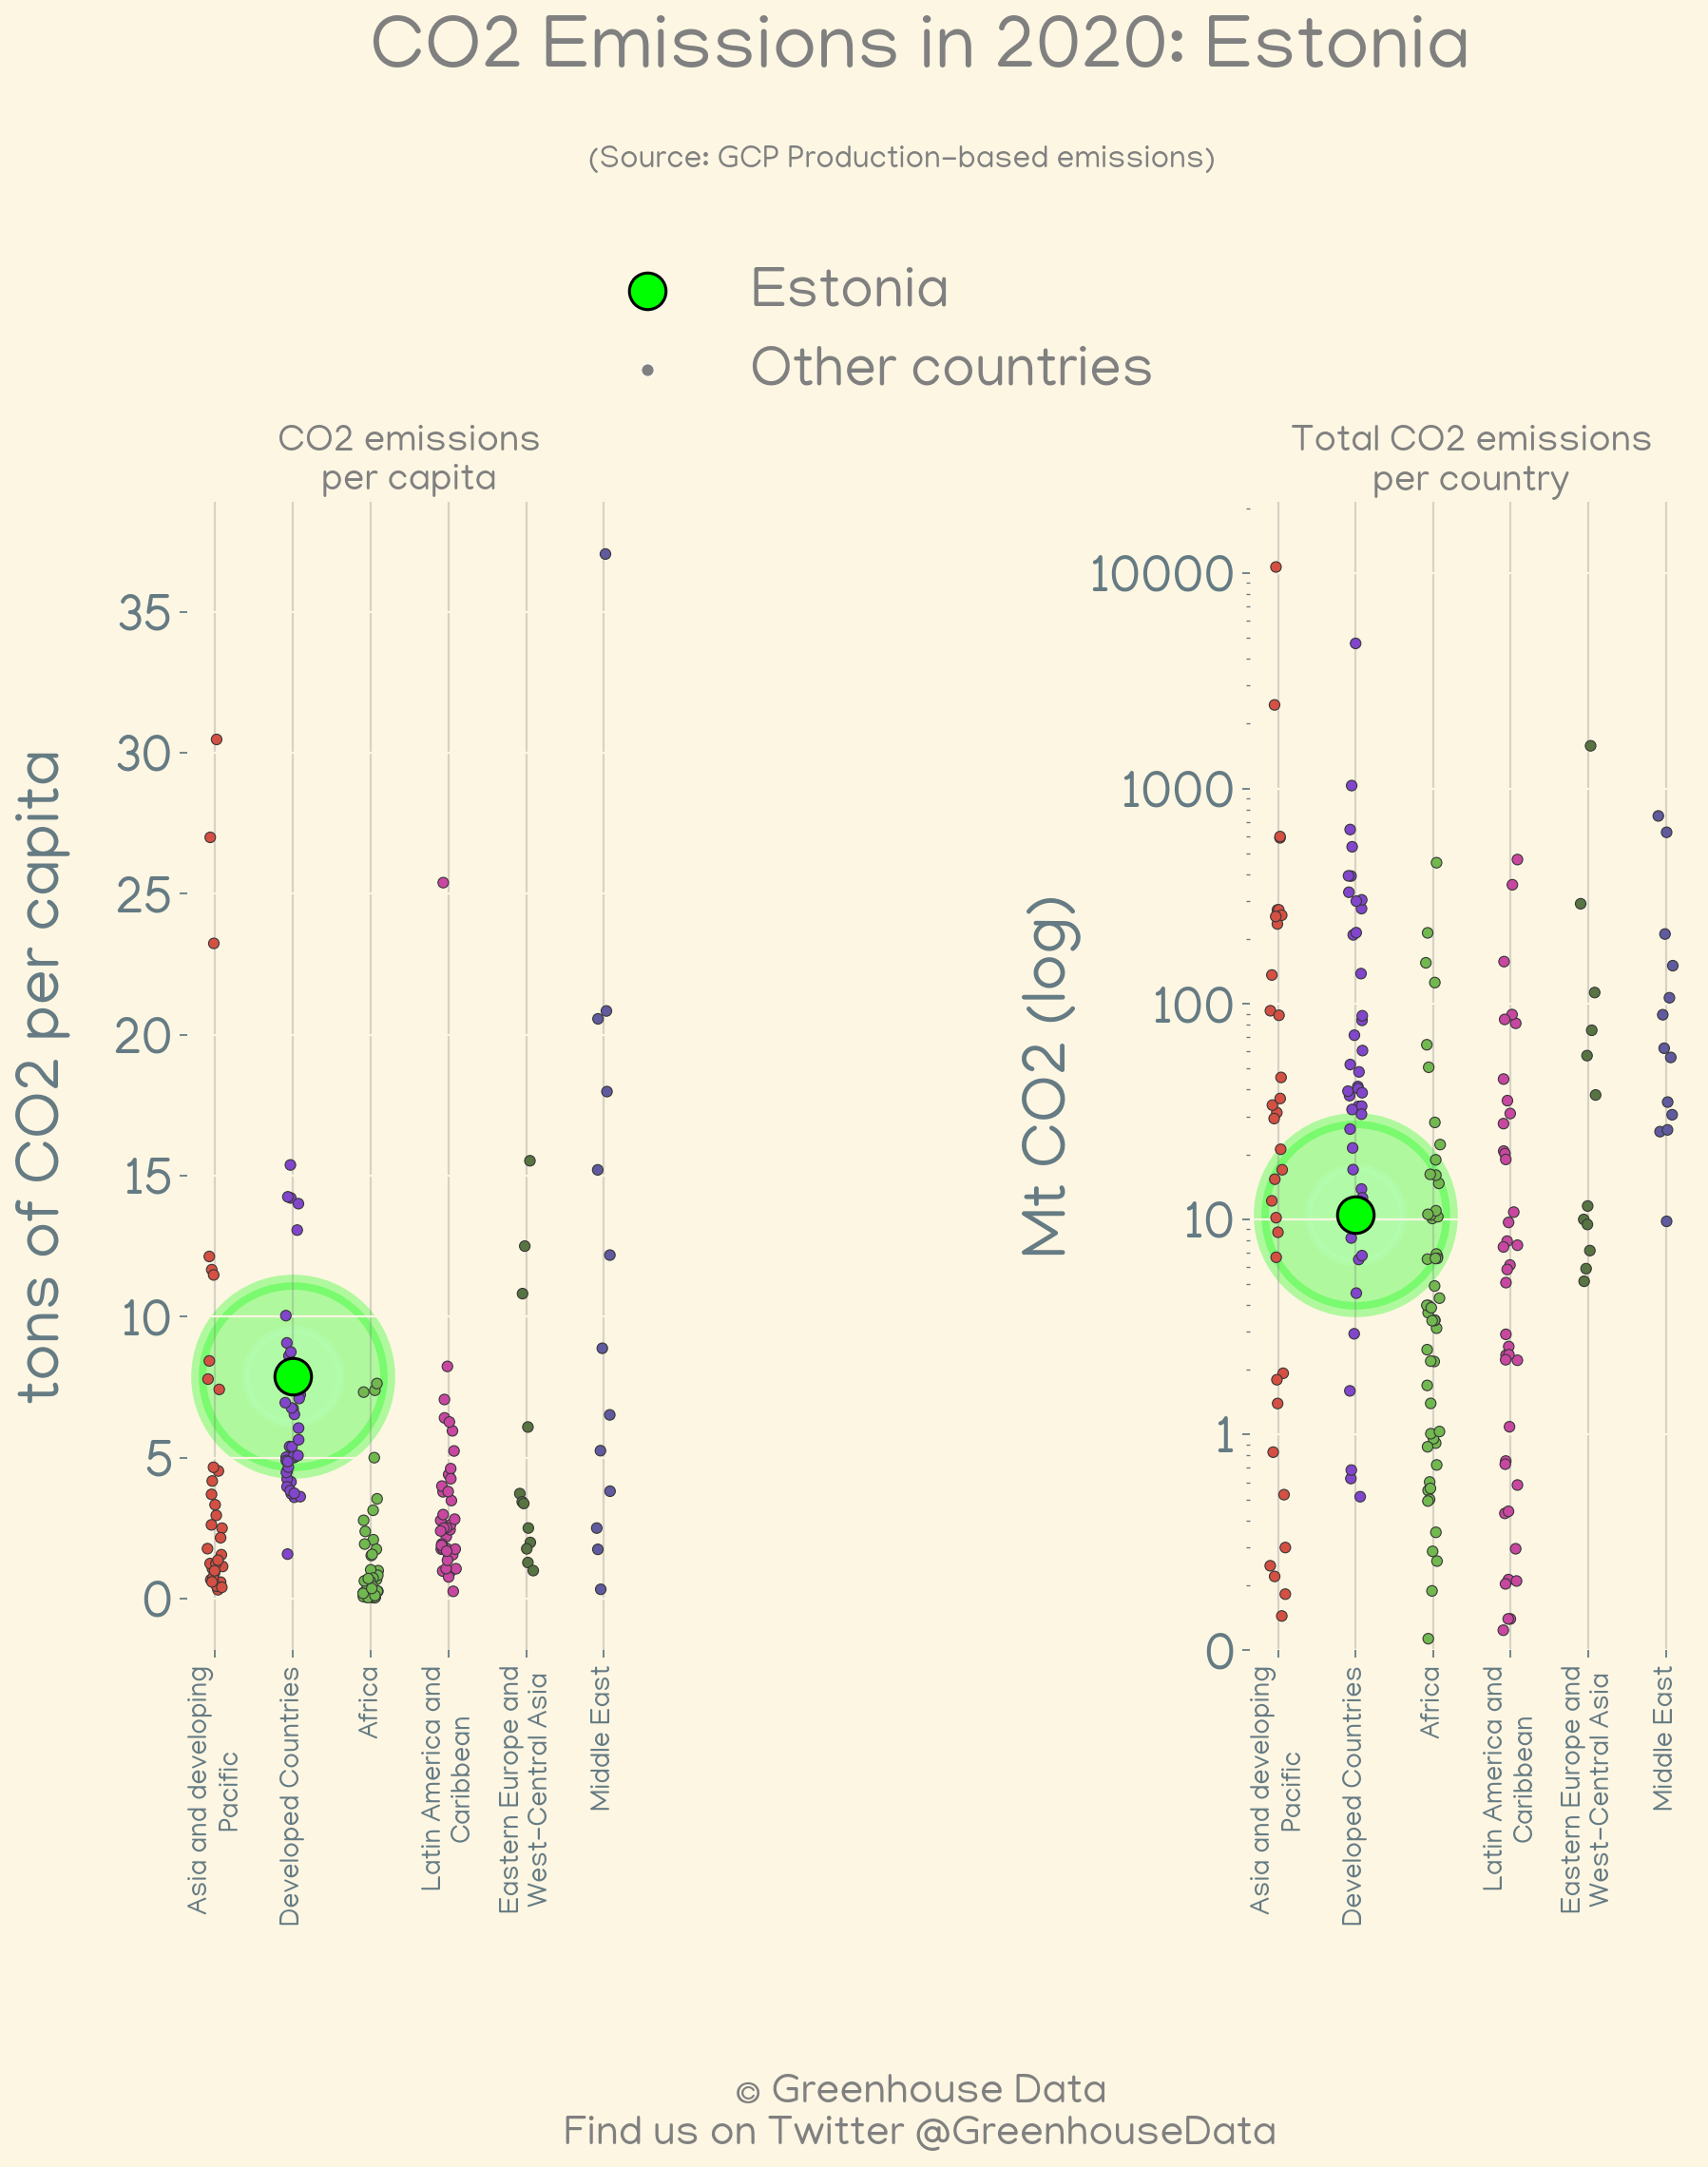 CO2 Emissions in 2020: Estonia
(Source: GCP Production-based emissions)
Estonia
Other countries
CO2 emissions
per capita
tons of CO2 per capita
35
30
25
20
15
10
5
0
Asia and developing
Pacific
Developed Countries
Africa
Latin America and
Caribbean
Eastern Europe and
West-Central Asia
Middle East
Total CO2 emissions
per country
Mt CO2 (log)
10000
1000
100
10
1
0
Asia and developing
Pacific
Developed Countries
Africa
Latin America and
Caribbean
Eastern Europe and
West-Central Asia
Middle East
© Greenhouse Data
Find us on Twitter @GreenhouseData